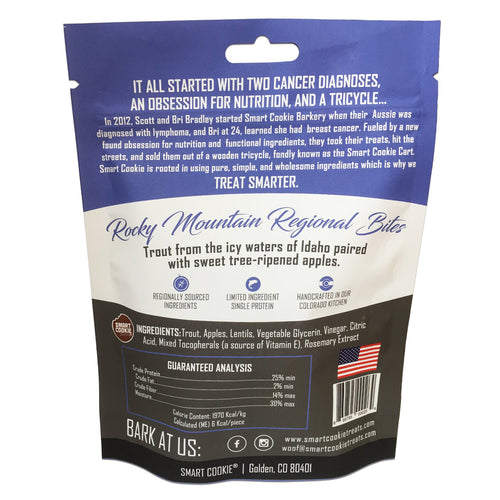 IT ALL STARTED WITH TWO CANCER DIAGNOSES,
AN OBSESSION FOR NUTRITION, AND A TRICYCLE...
In 2012, Scott and Bri Bradley started Smart Cookie Barkery when their Aussie was
diagnosed with lymphoma, and Bri at 24, learned she had breast cancer. Fueled by a new
found obsession for nutrition and functional ingredients, they took their treats, hit the
streets, and sold them out of a wooden tricycle, fondly known as the Smart Cookie Cart.
Smart Cookie is rooted in using pure, simple, and wholesome ingredients which is why we
TREAT SMARTER.
Rocky Mountain Regional Bites
Trout from the icy waters of Idaho paired
with sweet tree-ripened apples.
REGIONALLY SOURCED
INGREDIENTS
LIMITED INGREDIENT
SINGLE PROTEIN
HANDCRAFTED IN OUR
COLORADO KITCHEN
SMART
COOKIE
INGREDIENTS:Trout, Apples, Lentils, Vegetable Glycerin, Vinegar, Citric
Acid, Mixed Tocopherals (a source of Vitamin E), Rosemary Extract
GUARANTEED ANALYSIS
Crude Protein 25% min
Crude Fat 2% min
Crude Fiber 14% max
Moisture 30% max
Calorie Content: 1970 Kcal/kg
Calculated (ME) 6 Kcal/piece
BARK AT US:
www.smartcookietreats.com
woof@smartcookietreats.com
SMART COOKIE® | Golden, CO 80401